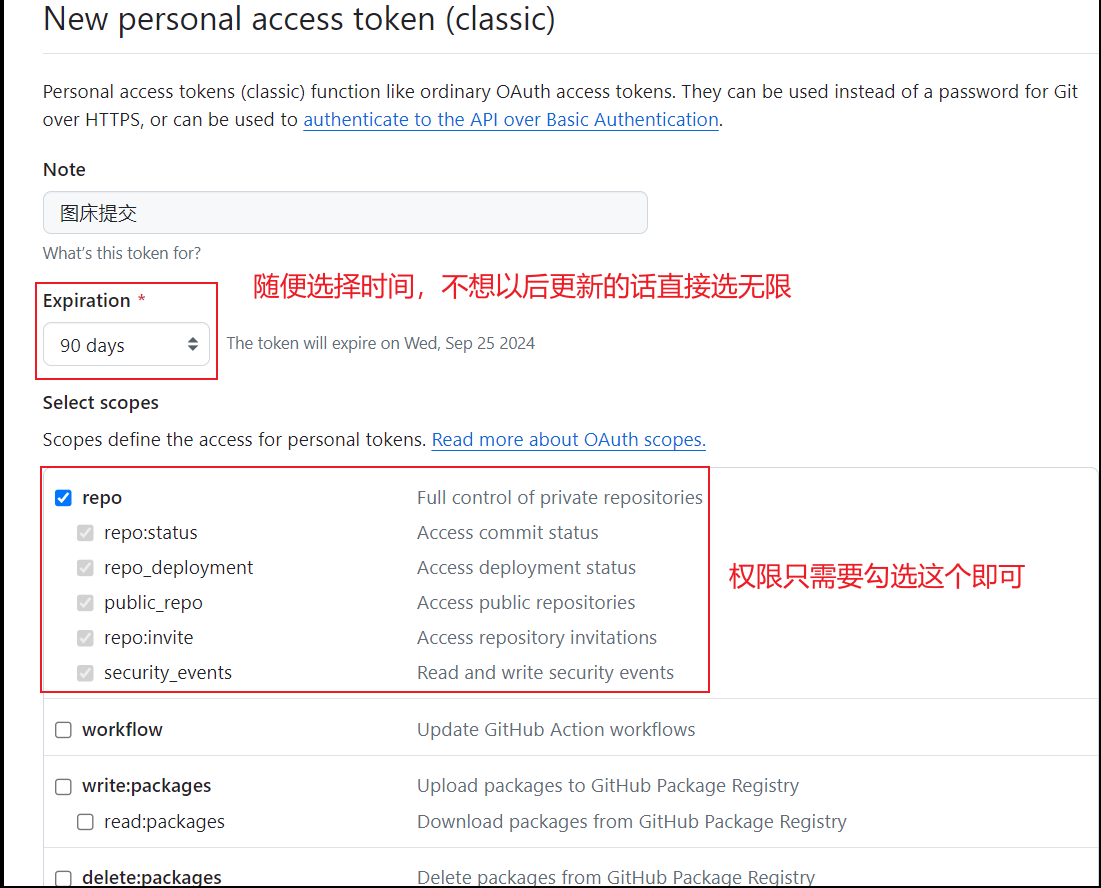 New personal access token (classic)
Personal access tokens (classic) function like ordinary OAuth access tokens. They can be used instead of a password for Git
over HTTPS, or can be used to authenticate to the API over Basic Authentication.
Note
图床提交
What's this token for?
随便选择时间，不想以后更新的话直接选无限
Expiration *
90 days
The token will expire on Wed, Sep 25 2024
Select scopes
Scopes define the access for personal tokens. Read more about OAuth scopes.
repo Full control of private repositories
repo:status Access commit status
repo_deployment Access deployment status
权限只需要勾选这个即可
public_repo Access public repositories
repo:invite Access repository invitations
security_events Read and write security events
workflow Update GitHub Action workflows
write:packages Upload packages to GitHub Package Registry
read:packages Download packages from GitHub Package Registry
delete:packages Delete packages from GitHub Package Registry